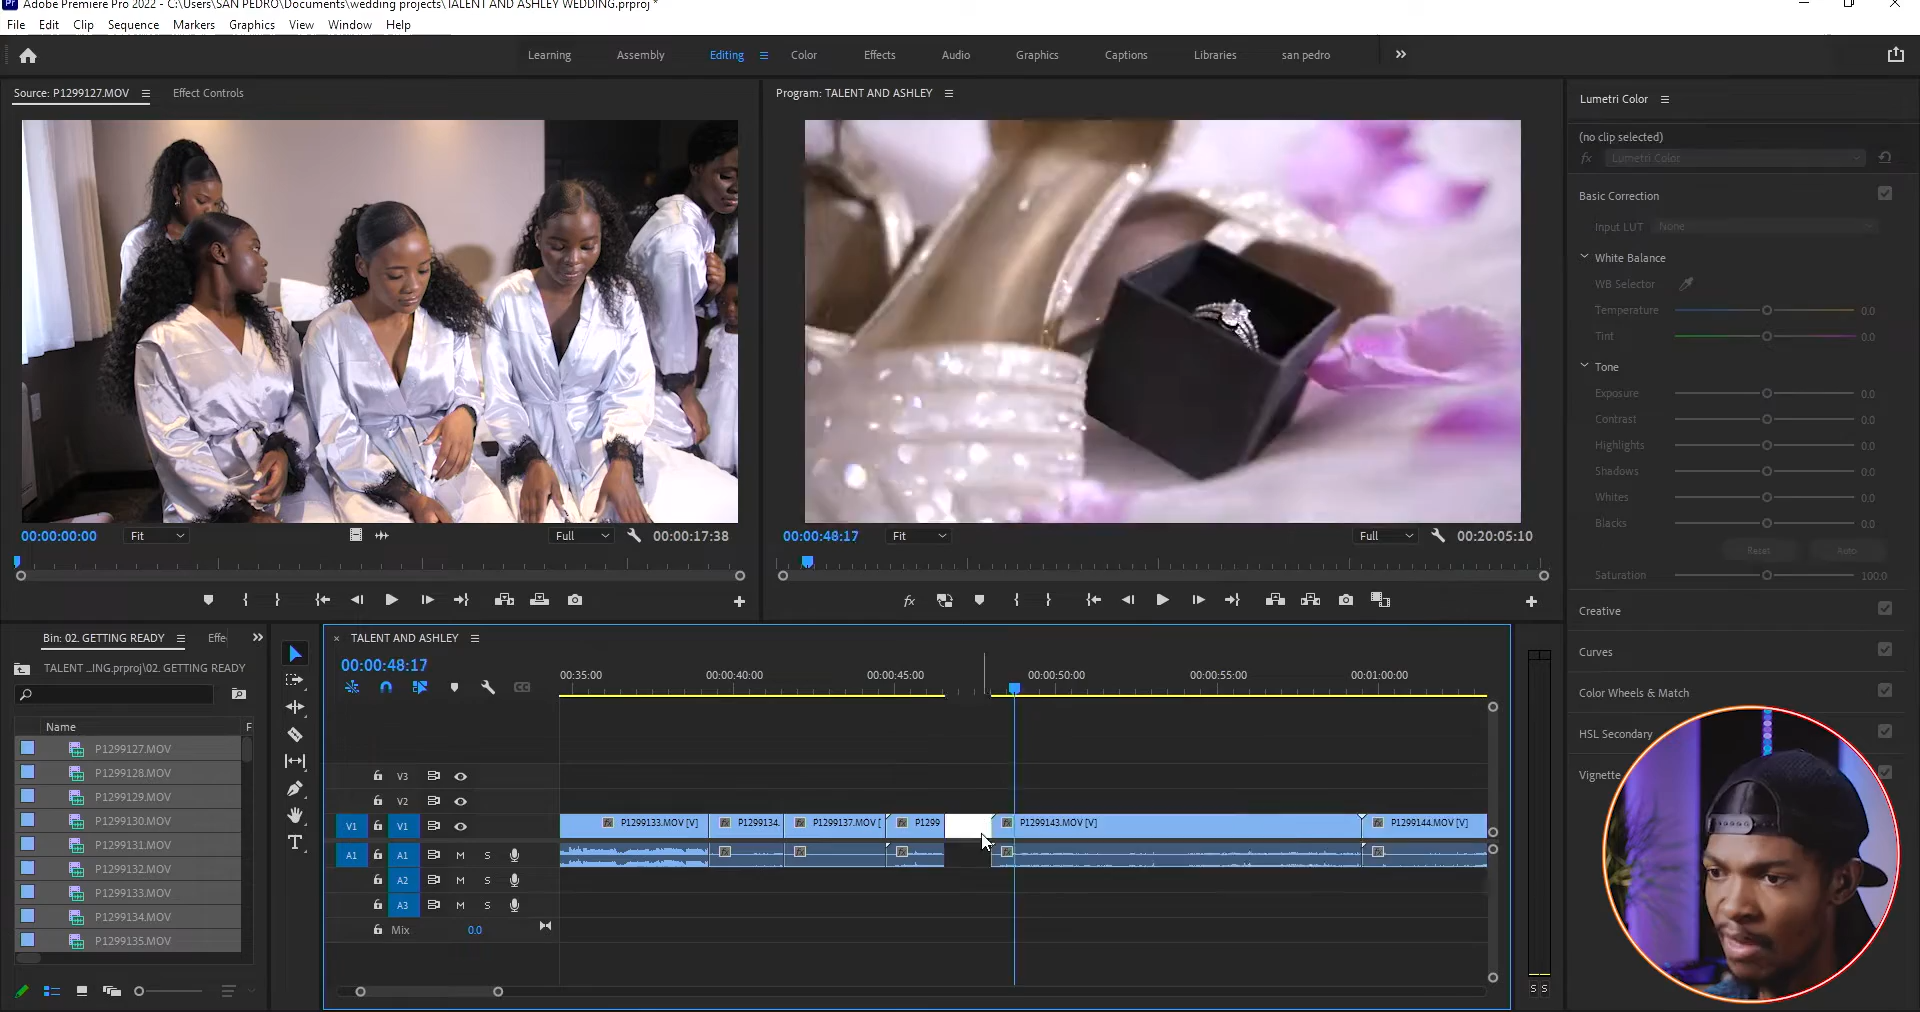 Adobe Premiere Pro 2022 - C:\Users\SAN PEDRO\Documents\wedding projects\TALENT AND ASHLEY WEDDING.prproj *
File Edit Clip Sequence Markers Graphics View Window Help
Learning Assembly Editing Color Effects Audio Graphics Captions Libraries san pedro
Source: P1299127.MOV Effect Controls
Program: TALENT AND ASHLEY
Lumetri Color
(no clip selected)
fx Lumetri Color
Basic Correction
Input LUT None
White Balance
WB Selector
Temperature 0.0
Tint 0.0
Tone
Exposure 0.0
Contrast 0.0
Highlights 0.0
Shadows 0.0
Whites 0.0
Blacks 0.0
Reset Auto
Saturation 100.0
Creative
Curves
Color Wheels & Match
HSL Secondary
Vignette
00:00:00:00 Fit Full 00:00:17:38
00:00:48:17 Fit Full 00:20:05:10
Bin: 02. GETTING READY Effe
TALENT ...ING.prproj\02. GETTING READY
Name F
P1299127.MOV
P1299128.MOV
P1299129.MOV
P1299130.MOV
P1299131.MOV
P1299132.MOV
P1299133.MOV
P1299134.MOV
P1299135.MOV
TALENT AND ASHLEY
00:00:48:17
00:35:00 00:00:40:00 00:00:45:00 00:00:50:00 00:00:55:00 00:01:00:00
V3
V2
V1 V1 P1299133.MOV [V] P1299134. P1299137.MOV [ P1299 P1299143.MOV [V] P1299144.MOV [V]
A1 A1 M S
A2 M S
A3 M S
Mix 0.0
S S